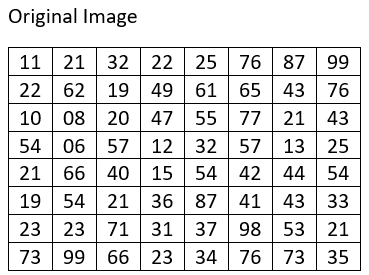 Original Image
11 21 32 22 25 76 87 99
22 62 19 49 61 65 43 76
10 08 20 47 55 77 21 43
54 06 57 12 32 57 13 25
21 66 40 15 54 42 44 54
19 54 21 36 87 41 43 33
23 23 71 31 37 98 53 21
73 99 66 23 34 76 73 35